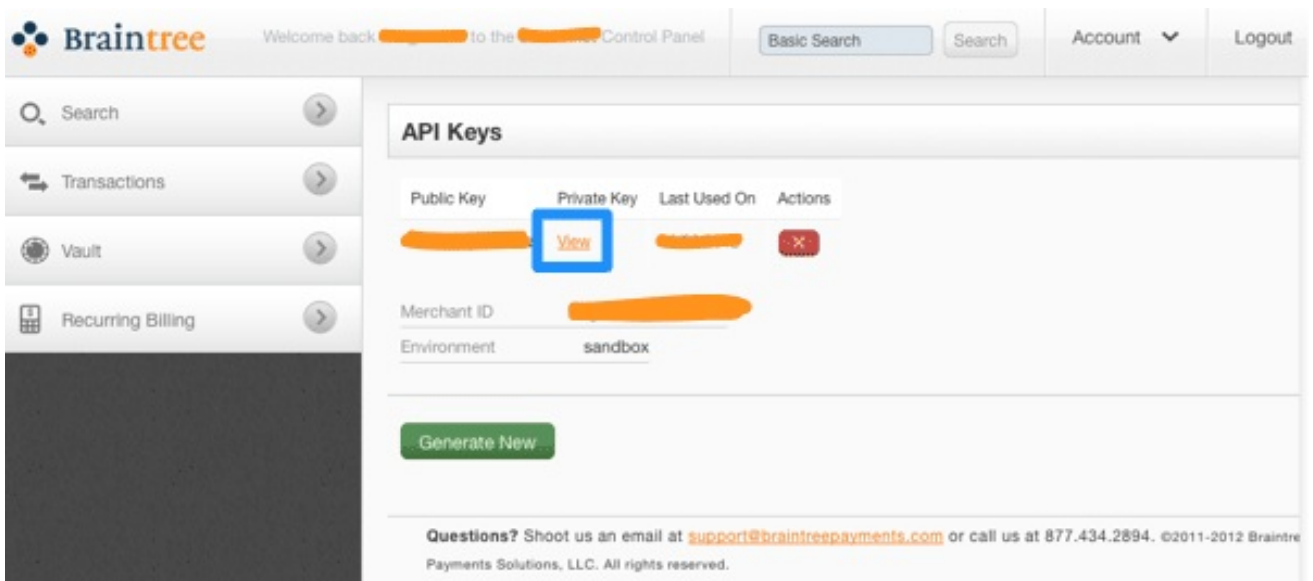 Braintree
Welcome back to the Control Panel
Basic Search
Search
Account
Logout
Search
Transactions
Vault
Recurring Billing
API Keys
Public Key Private Key Last Used On Actions
View
Merchant ID
Environment sandbox
Generate New
Questions? Shoot us an email at support@braintreepayments.com or call us at 877.434.2894. ©2011-2012 Braintre
Payments Solutions, LLC. All rights reserved.